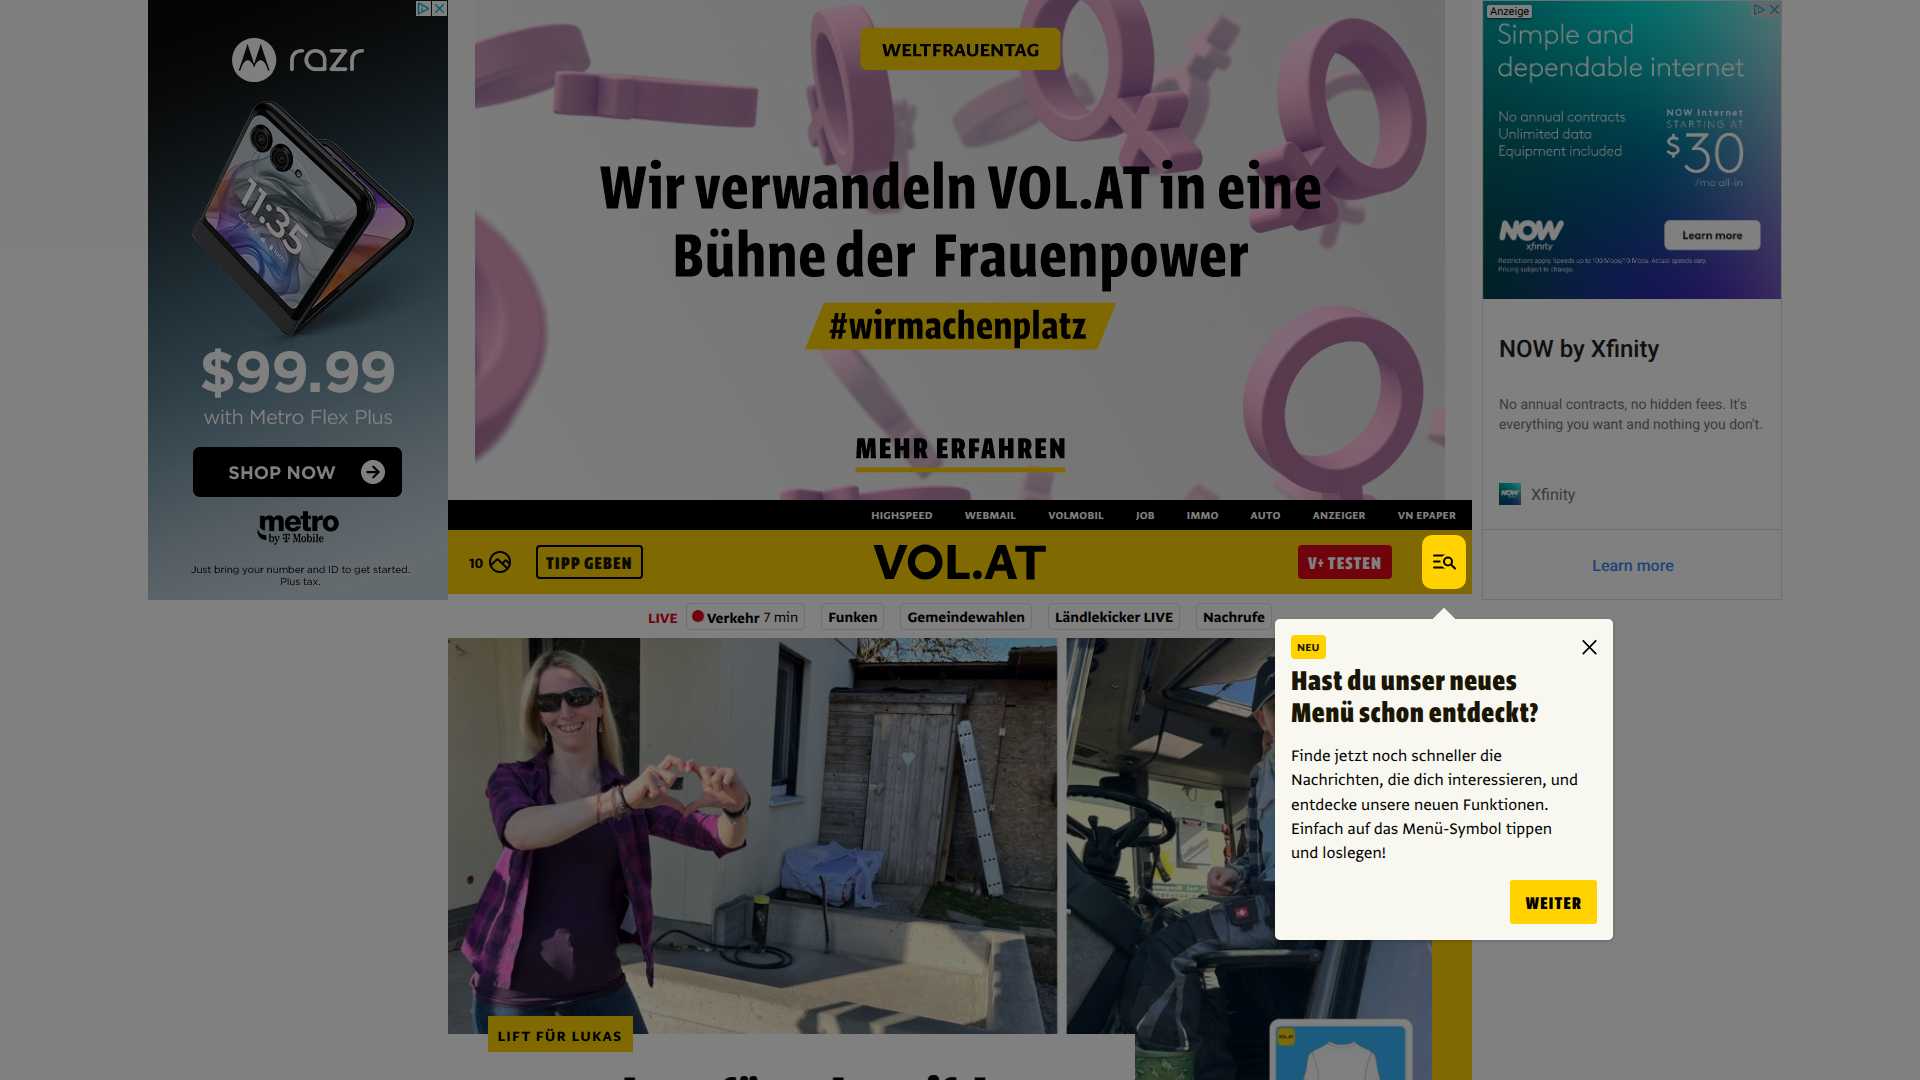 razr
11:35
$99.99
with Metro Flex Plus
SHOP NOW
metro
by T Mobile
Just bring your number and ID to get started.
Plus tax.
WELTFRAUENTAG
Wir verwandeln VOL.AT in eine
Bühne der Frauenpower
#wirmachenplatz
MEHR ERFAHREN
Anzeige
Simple and
dependable internet
No annual contracts
Unlimited data
Equipment included
NOW Internet
STARTING AT
$30
/mo all-in
NOW
xfinity
Learn more
Restrictions apply. Speeds up to 100 Mbps/10 Mbps. Actual speeds vary.
Pricing subject to change.
NOW by Xfinity
No annual contracts, no hidden fees. It's
everything you want and nothing you don't.
NOW
Xfinity
Learn more
HIGHSPEED WEBMAIL VOLMOBIL JOB IMMO AUTO ANZEIGER VN EPAPER
10 TIPP GEBEN VOL.AT V+ TESTEN
LIVE Verkehr 7 min Funken Gemeindewahlen Ländlekicker LIVE Nachrufe
NEU
Hast du unser neues
Menü schon entdeckt?
Finde jetzt noch schneller die
Nachrichten, die dich interessieren, und
entdecke unsere neuen Funktionen.
Einfach auf das Menü-Symbol tippen
und loslegen!
WEITER
LIFT FÜR LUKAS
VOL.AT